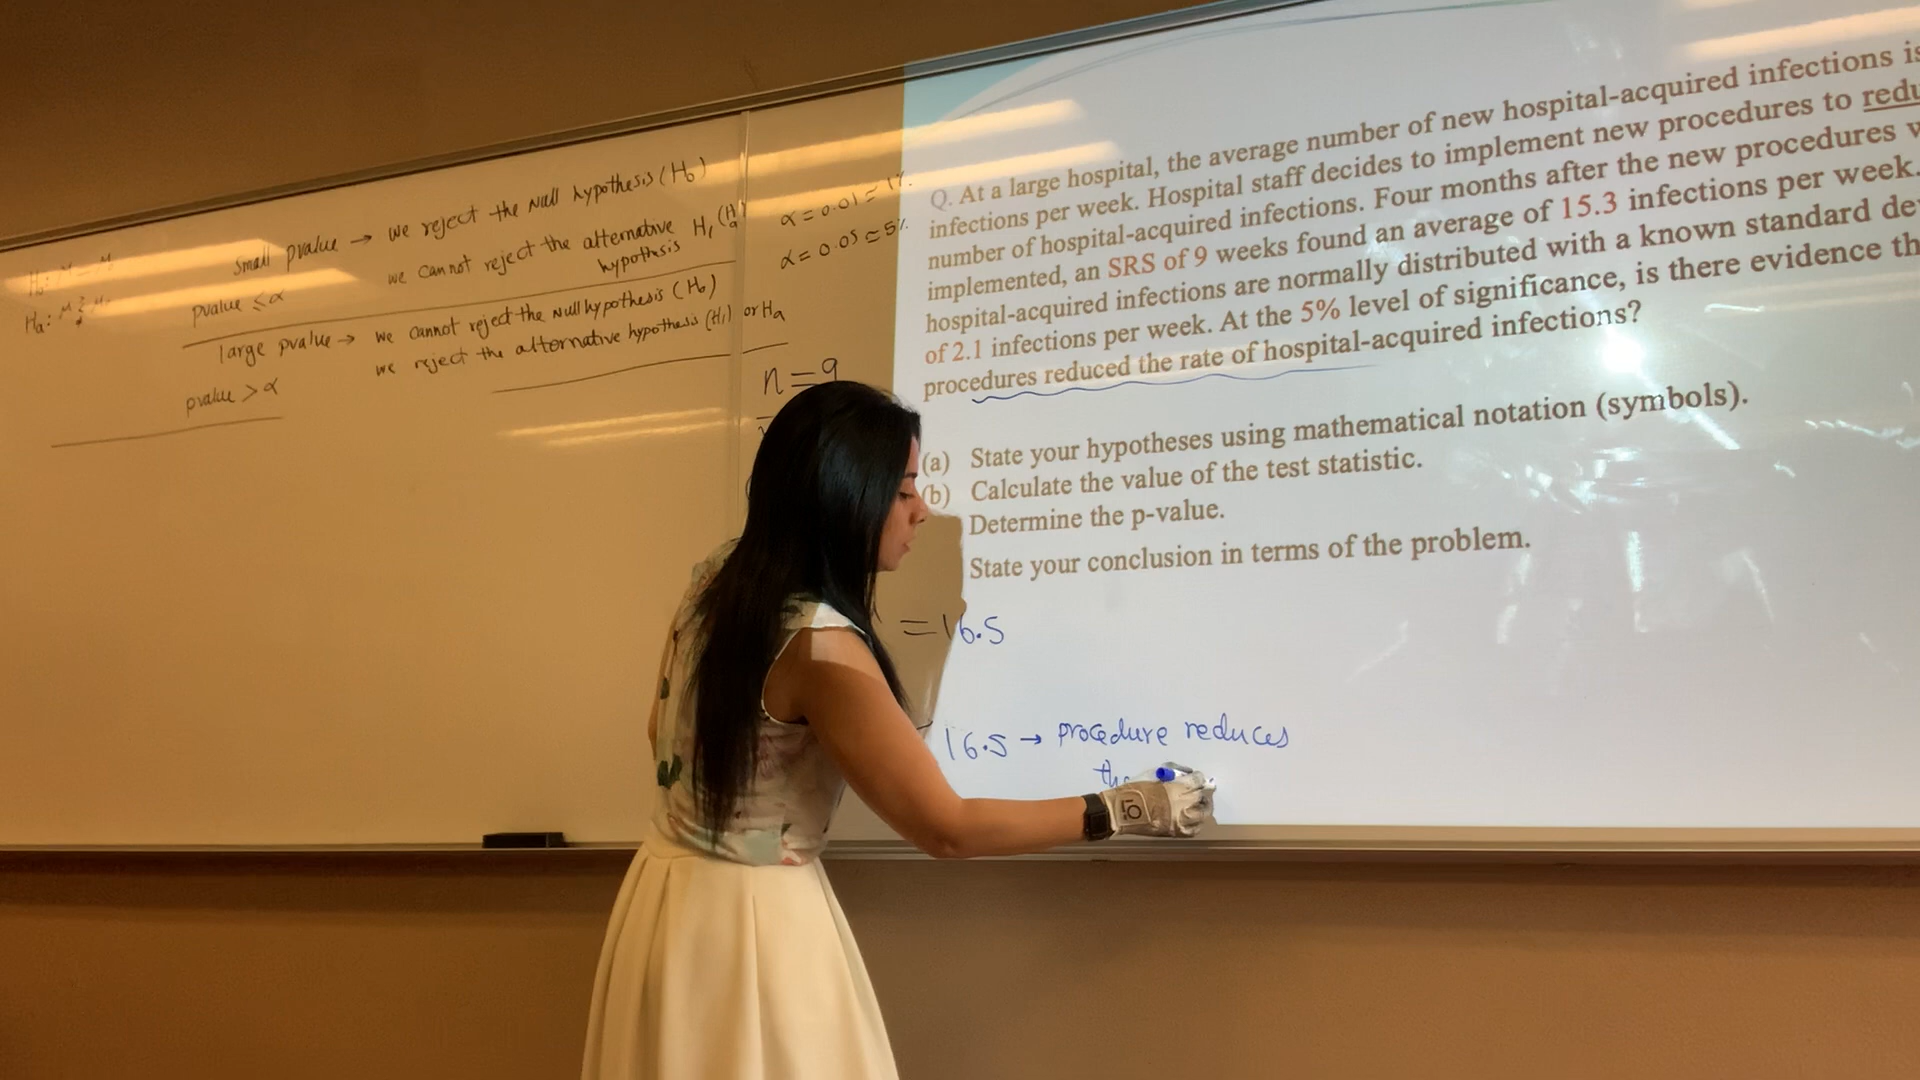 H₀: M = M₀
Ha:
small pvalue → we reject the Null hypothesis (H₀)
pvalue ≤ α
we cannot reject the alternative H₁ (Ha)
hypothesis
large pvalue → we cannot reject the Null hypothesis (H₀)
we reject the alternative hypothesis (H₁) or Ha
pvalue > α
α = 0.01 = 1%
α = 0.05 = 5%
n = 9
Q. At a large hospital, the average number of new hospital-acquired infections is
infections per week. Hospital staff decides to implement new procedures to redu
number of hospital-acquired infections. Four months after the new procedures w
implemented, an SRS of 9 weeks found an average of 15.3 infections per week.
hospital-acquired infections are normally distributed with a known standard de
of 2.1 infections per week. At the 5% level of significance, is there evidence th
procedures reduced the rate of hospital-acquired infections?
(a) State your hypotheses using mathematical notation (symbols).
(b) Calculate the value of the test statistic.
Determine the p-value.
State your conclusion in terms of the problem.
= 16.5
16.5 → procedure reduces
the